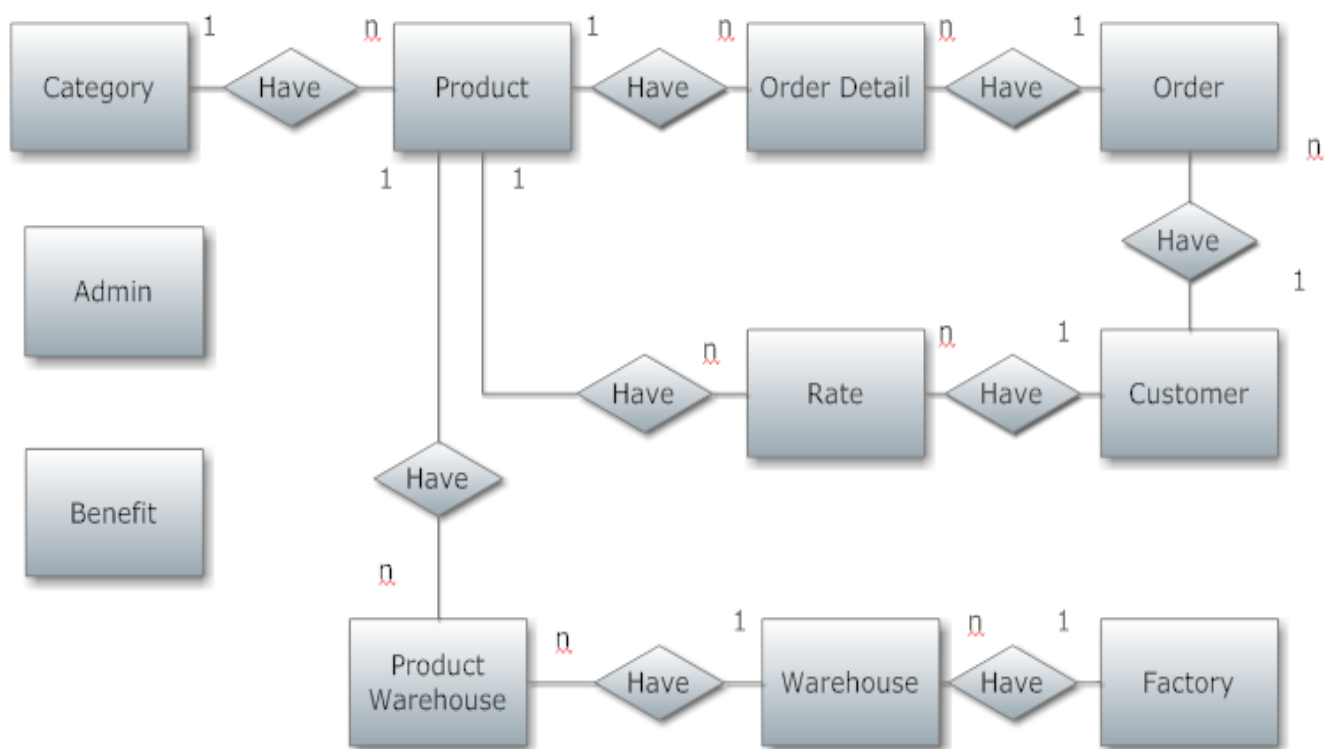 1
n
1
n
n
1
Category
Have
Product
Have
Order Detail
Have
Order
n
1
1
Admin
Have
1
n
n
1
Have
Rate
Have
Customer
Have
Benefit
n
n
1
n
1
Product
Warehouse
Have
Warehouse
Have
Factory